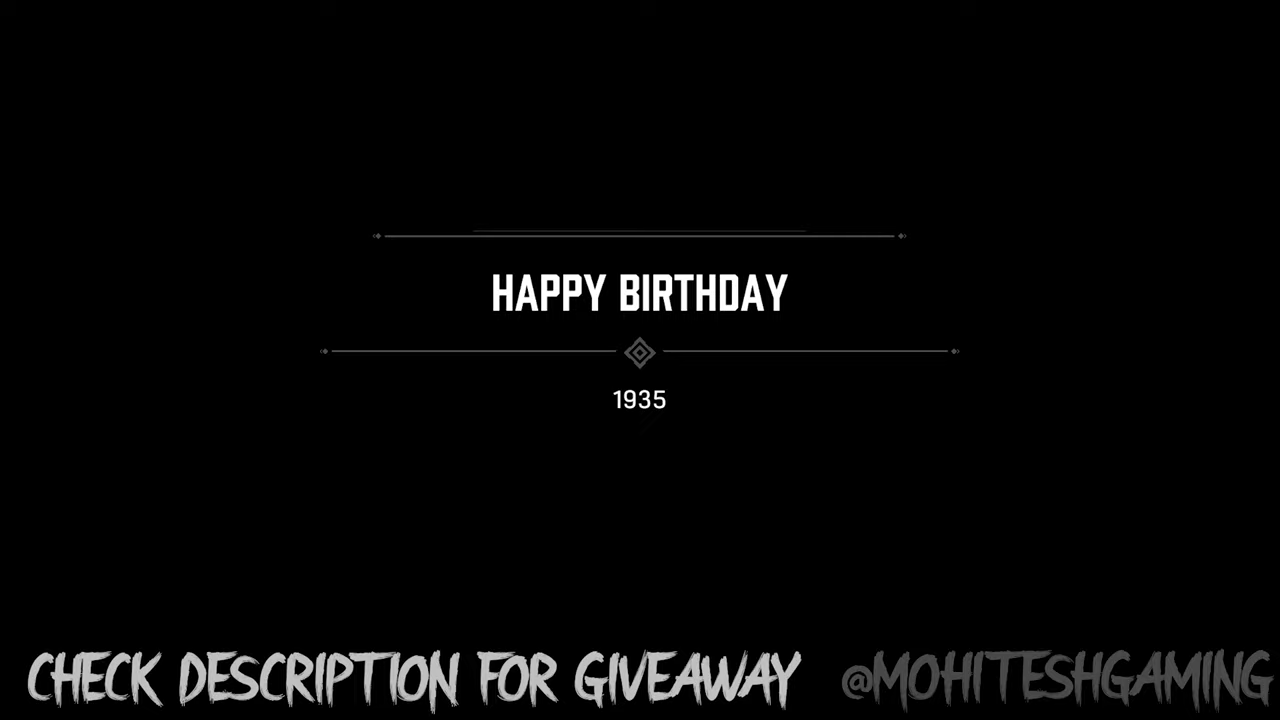 HAPPY BIRTHDAY
1935
CHECK DESCRIPTION FOR GIVEAWAY @MOHITESHGAMING